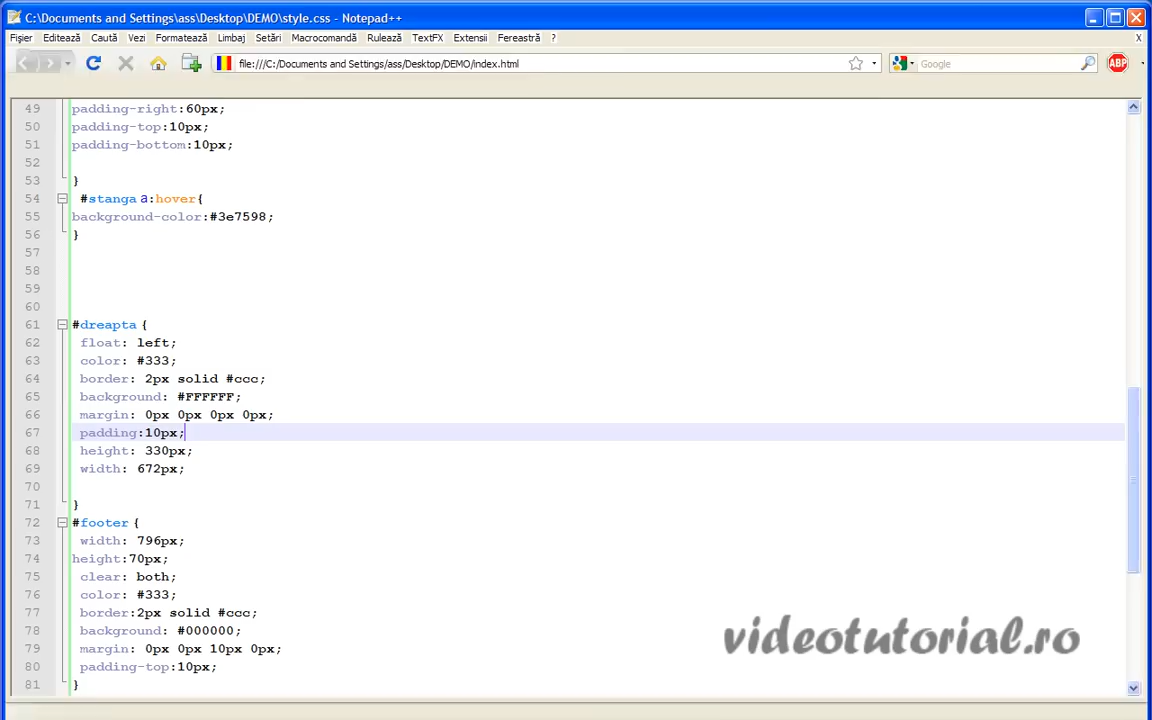 C:\Documents and Settings\ass\Desktop\DEMO\style.css - Notepad++
Fișier Editează Caută Vezi Formatează Limbaj Setări Macrocomandă Rulează TextFX Extensii Fereastră ? X
file:///C:/Documents and Settings/ass/Desktop/DEMO/index.html Google ABP
49 padding-right:60px;
50 padding-top:10px;
51 padding-bottom:10px;
52
53 }
54 #stanga a:hover{
55 background-color:#3e7598;
56 }
57
58
59
60
61 #dreapta {
62 float: left;
63 color: #333;
64 border: 2px solid #ccc;
65 background: #FFFFFF;
66 margin: 0px 0px 0px 0px;
67 padding:10px;
68 height: 330px;
69 width: 672px;
70
71 }
72 #footer {
73 width: 796px;
74 height:70px;
75 clear: both;
76 color: #333;
77 border:2px solid #ccc;
78 background: #000000;
79 margin: 0px 0px 10px 0px;
80 padding-top:10px;
81 }
videotutorial.ro